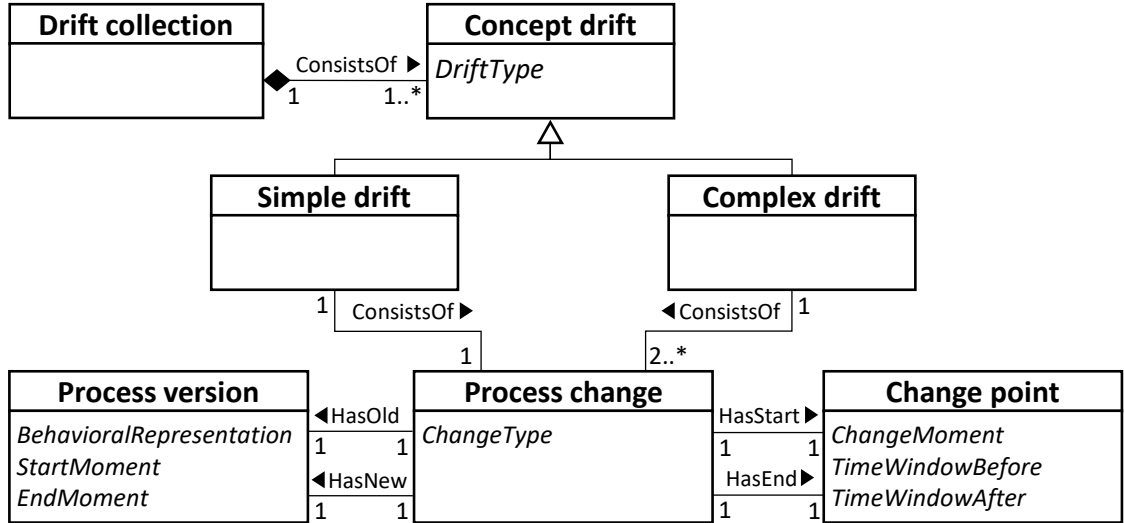 Drift collection
Concept drift
ConsistsOf ▶
DriftType
1
1..*
Simple drift
Complex drift
1
ConsistsOf ▶
◀ ConsistsOf
1
1
2..*
Process version
Process change
Change point
◀ HasOld
HasStart ▶
BehavioralRepresentation
ChangeType
ChangeMoment
1
1
1
1
StartMoment
TimeWindowBefore
◀ HasNew
HasEnd ▶
EndMoment
TimeWindowAfter
1
1
1
1